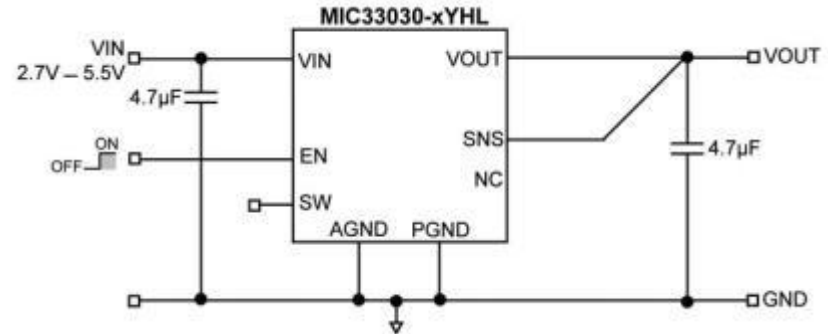 MIC33030-xYHL
VIN
2.7V – 5.5V
VIN
VOUT
VOUT
4.7µF
ON
OFF
EN
SNS
4.7µF
NC
SW
AGND
PGND
GND